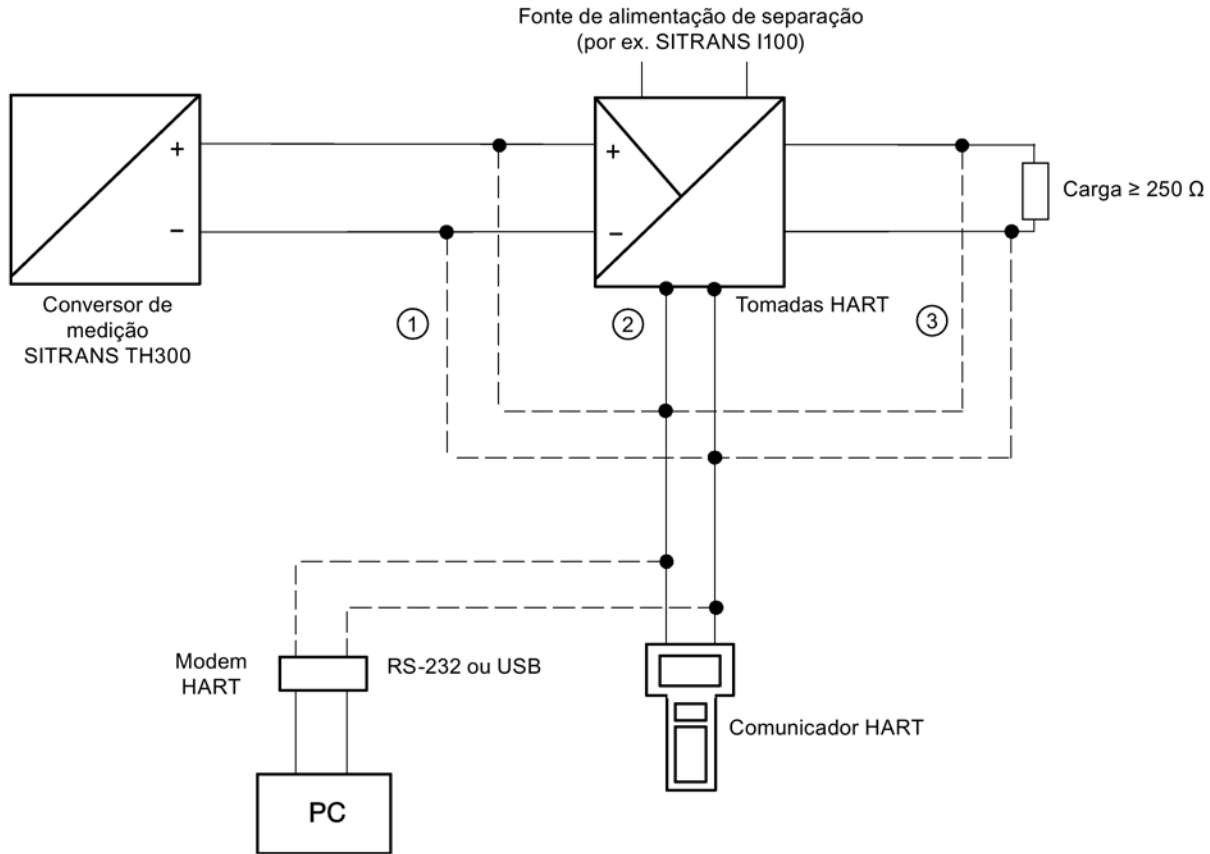 Fonte de alimentação de separação
(por ex. SITRANS I100)
+
−
+
−
Carga ≥ 250 Ω
Conversor de
medição
SITRANS TH300
1
2
Tomadas HART
3
Modem
HART
RS-232 ou USB
Comunicador HART
PC